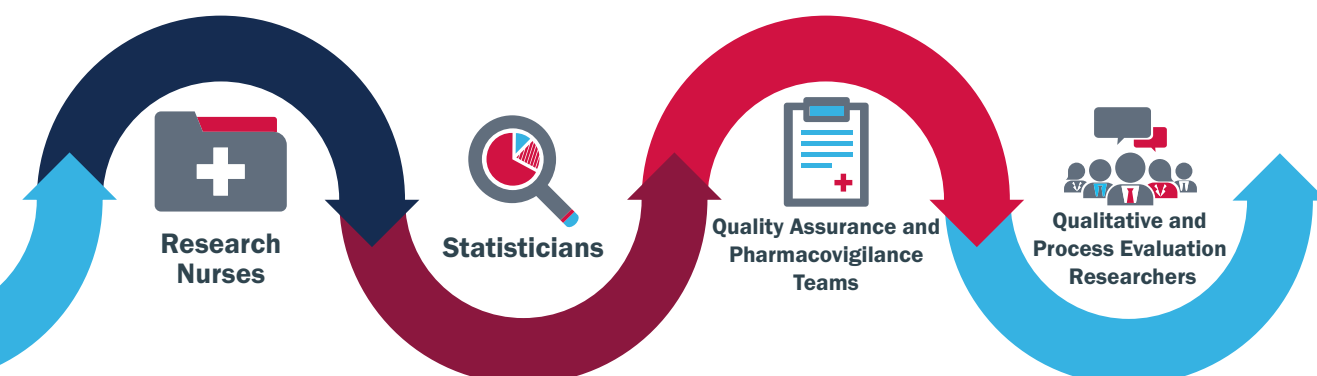 Research
Nurses
Statisticians
Quality Assurance and
Pharmacovigilance
Teams
Qualitative and
Process Evaluation
Researchers